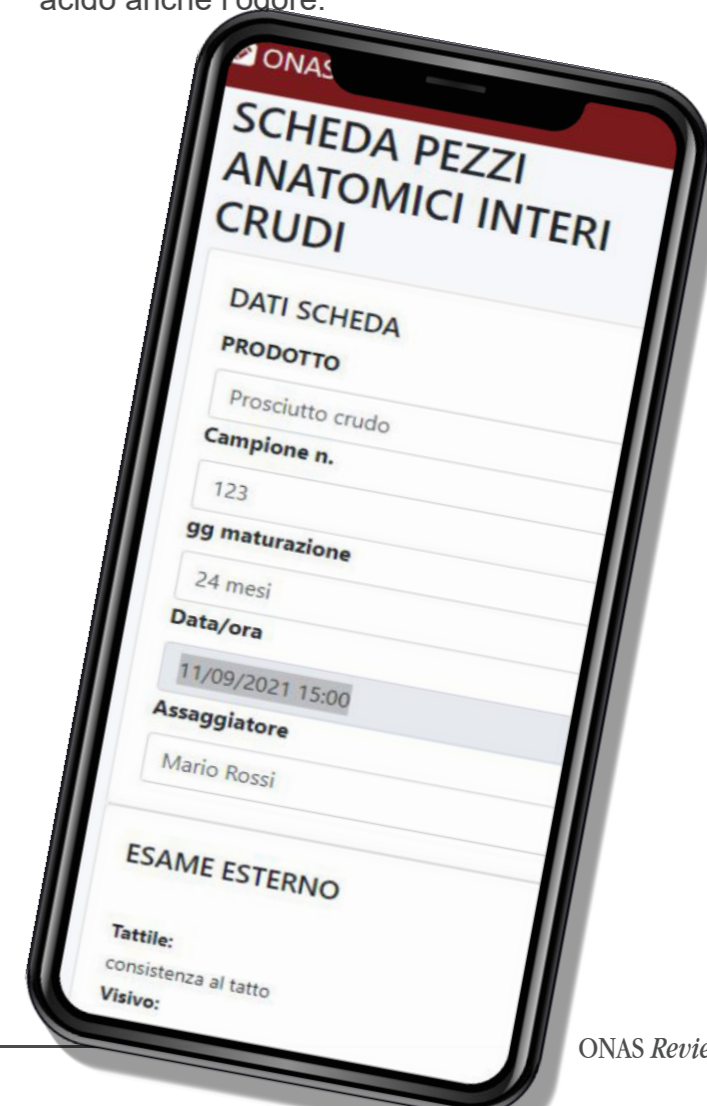 acido anche l'odore.
ONAS
SCHEDA PEZZI
ANATOMICI INTERI
CRUDI
DATI SCHEDA
PRODOTTO
Prosciutto crudo
Campione n.
123
gg maturazione
24 mesi
Data/ora
11/09/2021 15:00
Assaggiatore
Mario Rossi
ESAME ESTERNO
Tattile:
consistenza al tatto
Visivo:
ONAS Revie